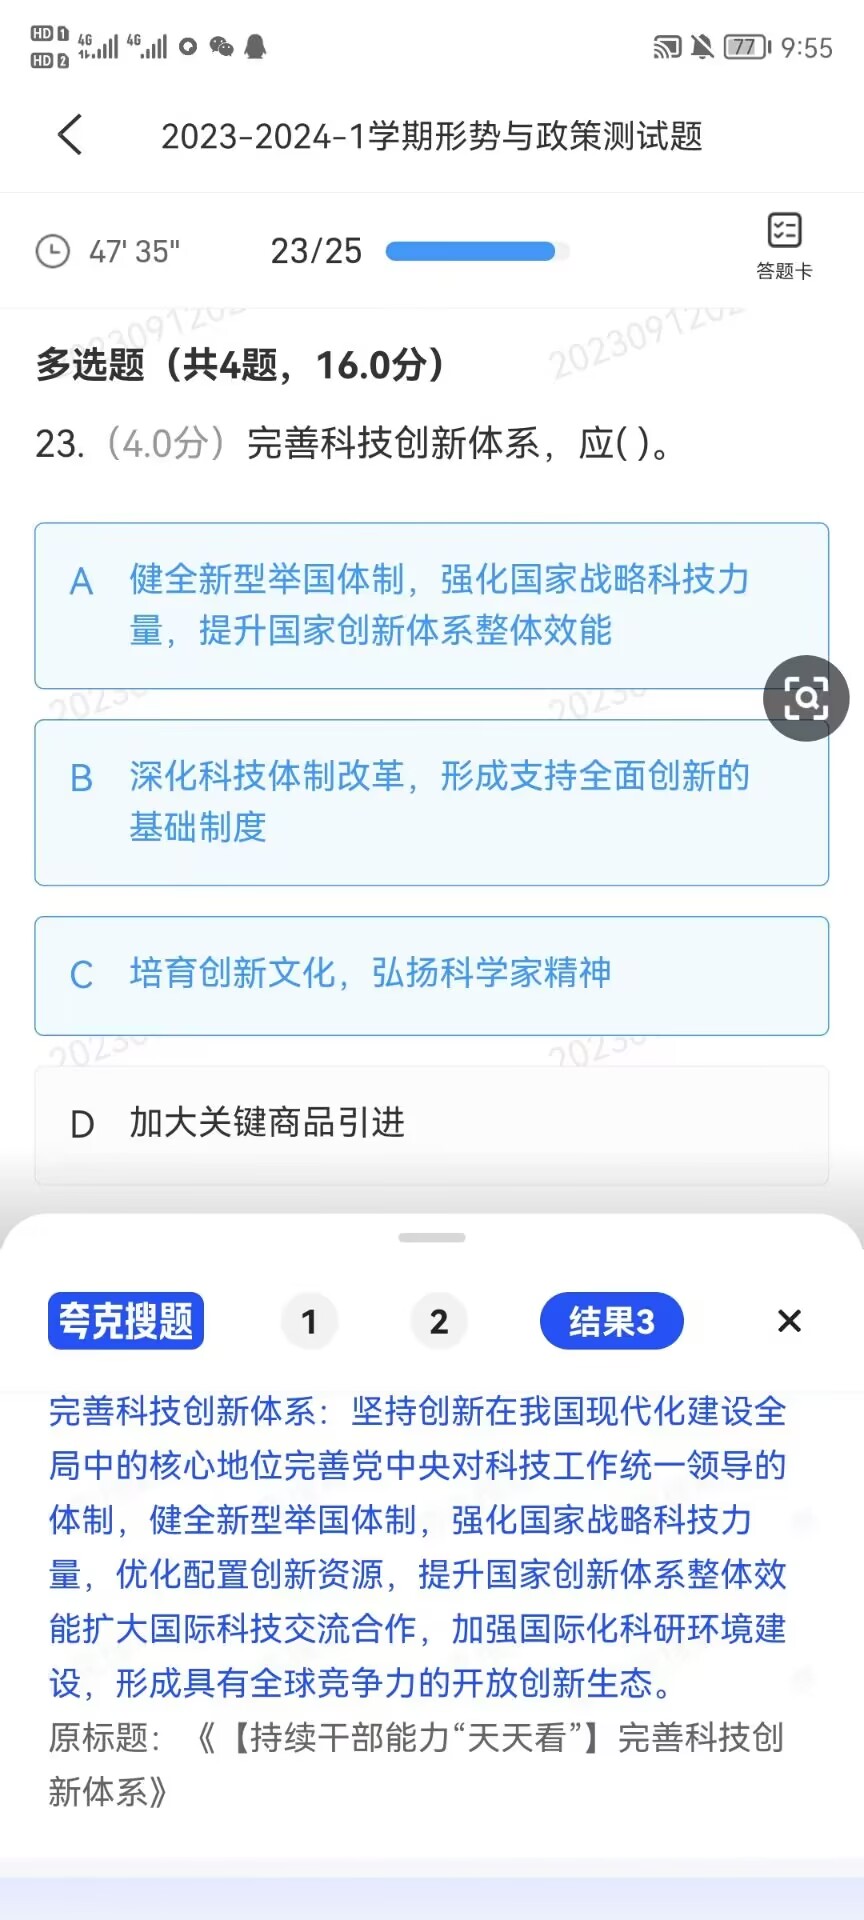 HD 1 4G 4G 77 9:55
HD 2
2023-2024-1学期形势与政策测试题
47' 35" 23/25
答题卡
多选题（共4题，16.0分）
23.（4.0分）完善科技创新体系，应( )。
A 健全新型举国体制，强化国家战略科技力
量，提升国家创新体系整体效能
B 深化科技体制改革，形成支持全面创新的
基础制度
C 培育创新文化，弘扬科学家精神
D 加大关键商品引进
夸克搜题 1 2 结果3
完善科技创新体系：坚持创新在我国现代化建设全
局中的核心地位完善党中央对科技工作统一领导的
体制，健全新型举国体制，强化国家战略科技力
量，优化配置创新资源，提升国家创新体系整体效
能扩大国际科技交流合作，加强国际化科研环境建
设，形成具有全球竞争力的开放创新生态。
原标题：《【持续干部能力“天天看”】完善科技创
新体系》